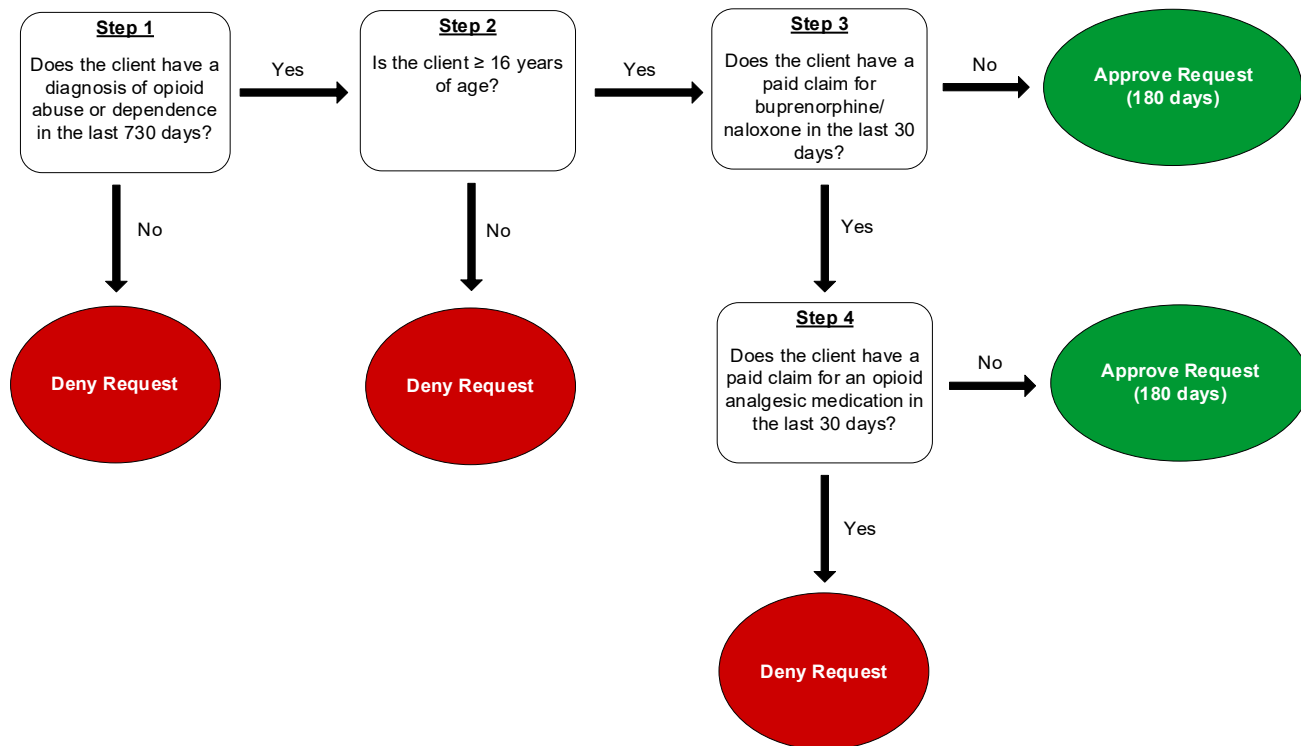 Step 1
Does the client have a
diagnosis of opioid
abuse or dependence
in the last 730 days?
Yes
Step 2
Is the client ≥ 16 years
of age?
Yes
Step 3
Does the client have a
paid claim for
buprenorphine/
naloxone in the last 30
days?
No
Approve Request
(180 days)
No
No
Yes
Deny Request
Deny Request
Step 4
Does the client have a
paid claim for an opioid
analgesic medication in
the last 30 days?
No
Approve Request
(180 days)
Yes
Deny Request